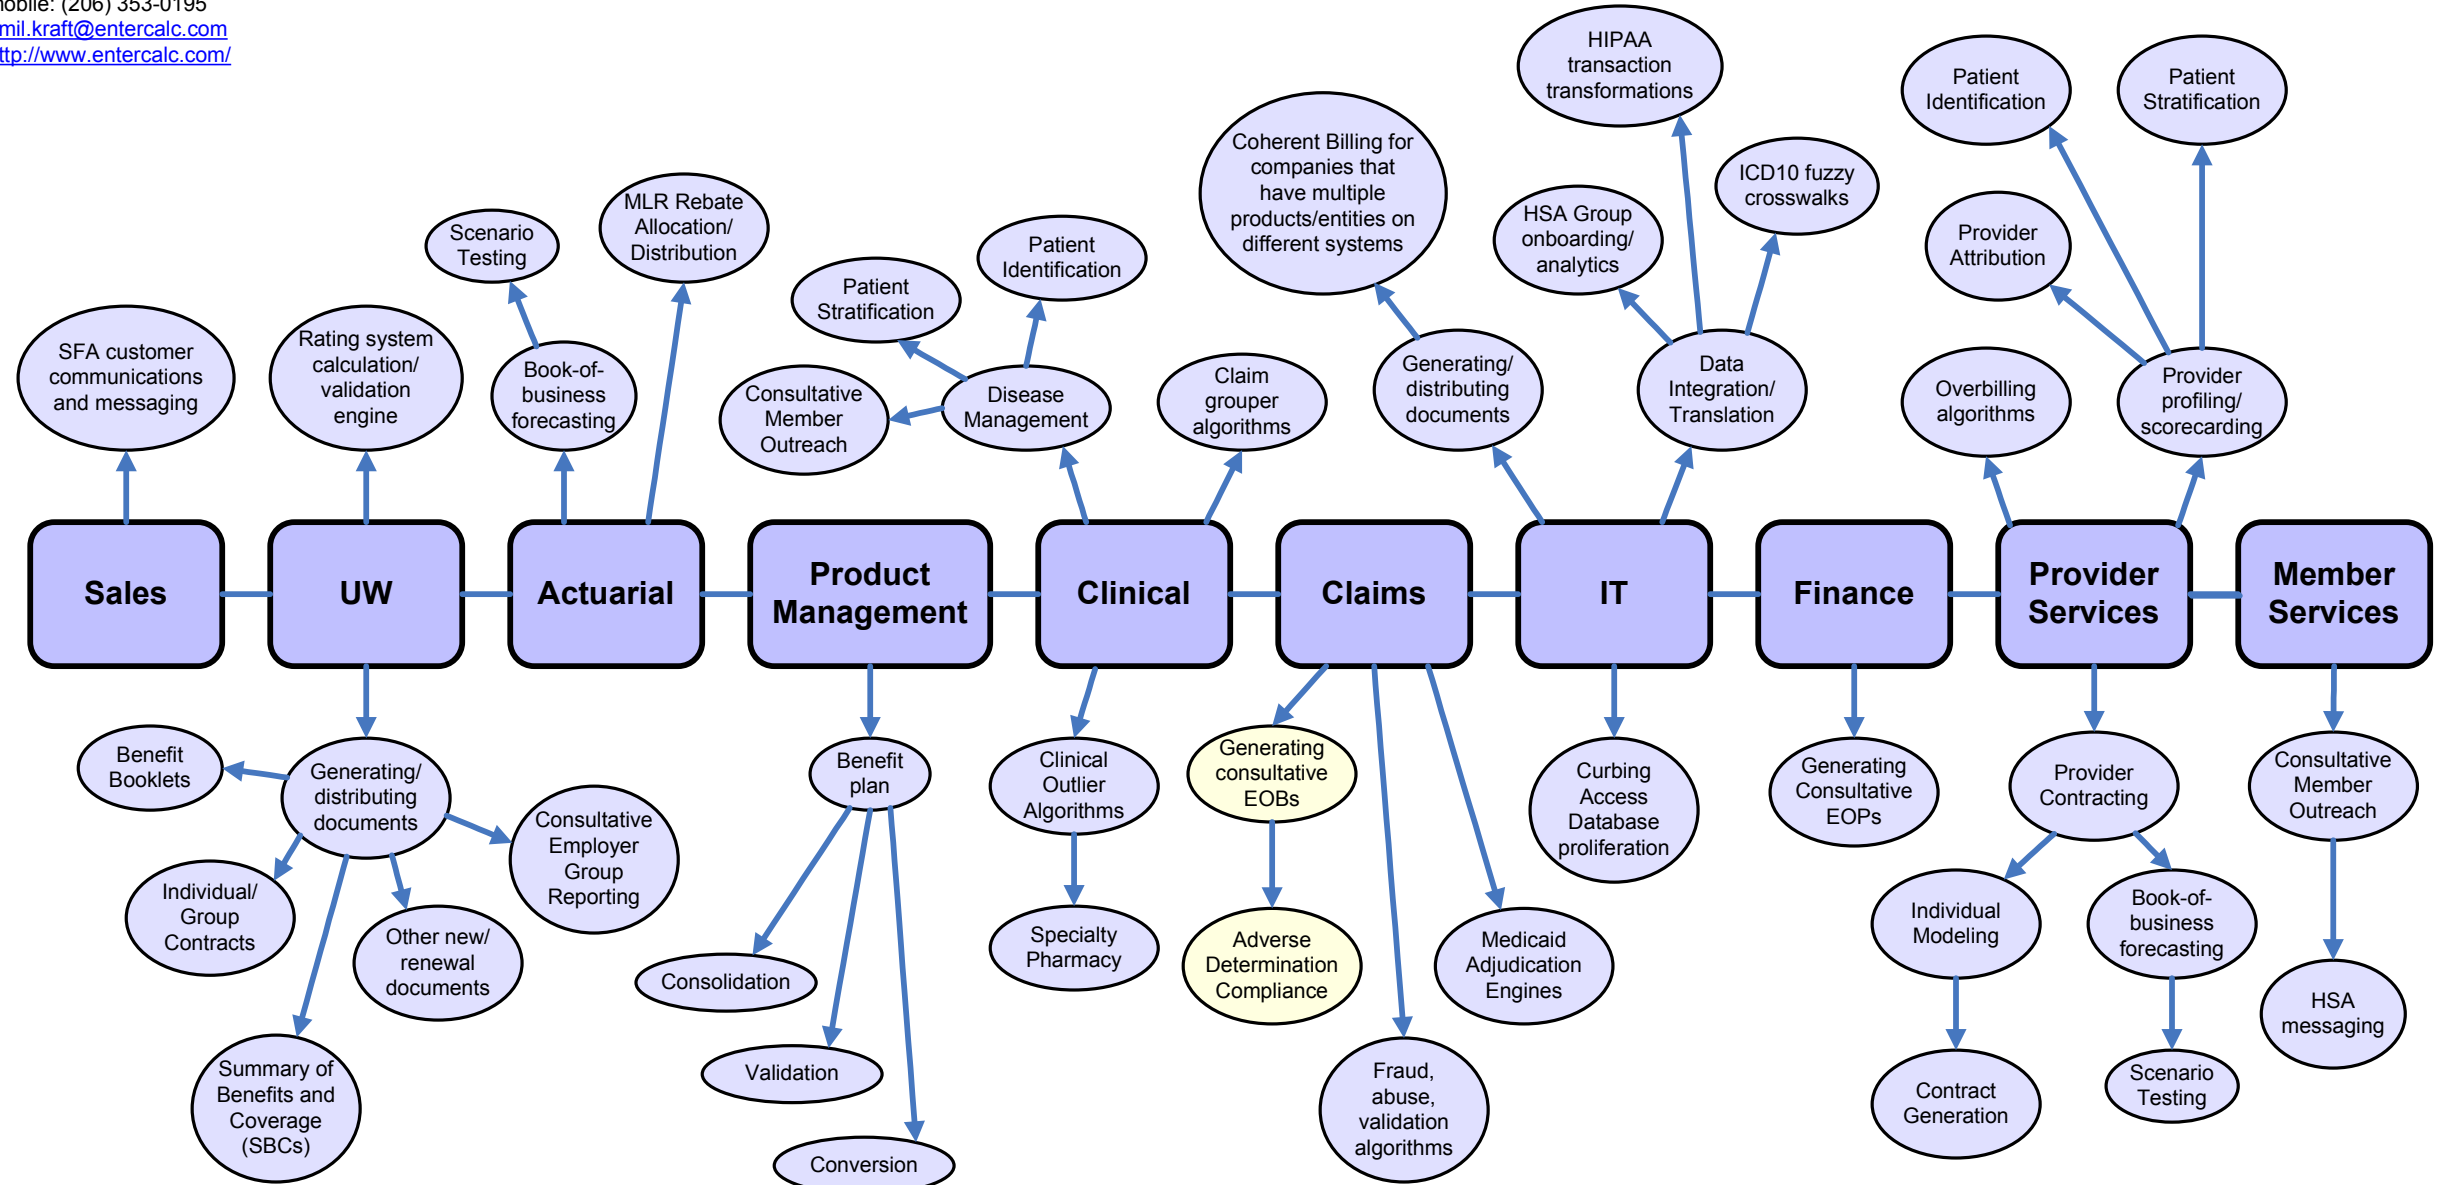 mobile: (206) 353-0195
mil.kraft@entercalc.com
ttp://www.entercalc.com/
HIPAA
transaction
transformations
Patient
Identification
Patient
Stratification
Coherent Billing for
companies that
have multiple
products/entities on
different systems
ICD10 fuzzy
crosswalks
MLR Rebate
Allocation/
Distribution
HSA Group
onboarding/
analytics
Scenario
Testing
Patient
Identification
Provider
Attribution
Patient
Stratification
SFA customer
communications
and messaging
Rating system
calculation/
validation
engine
Book-of-
business
forecasting
Consultative
Member
Outreach
Disease
Management
Claim
grouper
algorithms
Generating/
distributing
documents
Data
Integration/
Translation
Overbilling
algorithms
Provider
profiling/
scorecarding
Sales
UW
Actuarial
Product
Management
Clinical
Claims
IT
Finance
Provider
Services
Member
Services
Benefit
Booklets
Generating/
distributing
documents
Consultative
Employer
Group
Reporting
Individual/
Group
Contracts
Other new/
renewal
documents
Summary of
Benefits and
Coverage
(SBCs)
Benefit
plan
Consolidation
Validation
Conversion
Clinical
Outlier
Algorithms
Specialty
Pharmacy
Generating
consultative
EOBs
Adverse
Determination
Compliance
Medicaid
Adjudication
Engines
Fraud,
abuse,
validation
algorithms
Curbing
Access
Database
proliferation
Generating
Consultative
EOPs
Provider
Contracting
Individual
Modeling
Book-of-
business
forecasting
Contract
Generation
Scenario
Testing
Consultative
Member
Outreach
HSA
messaging